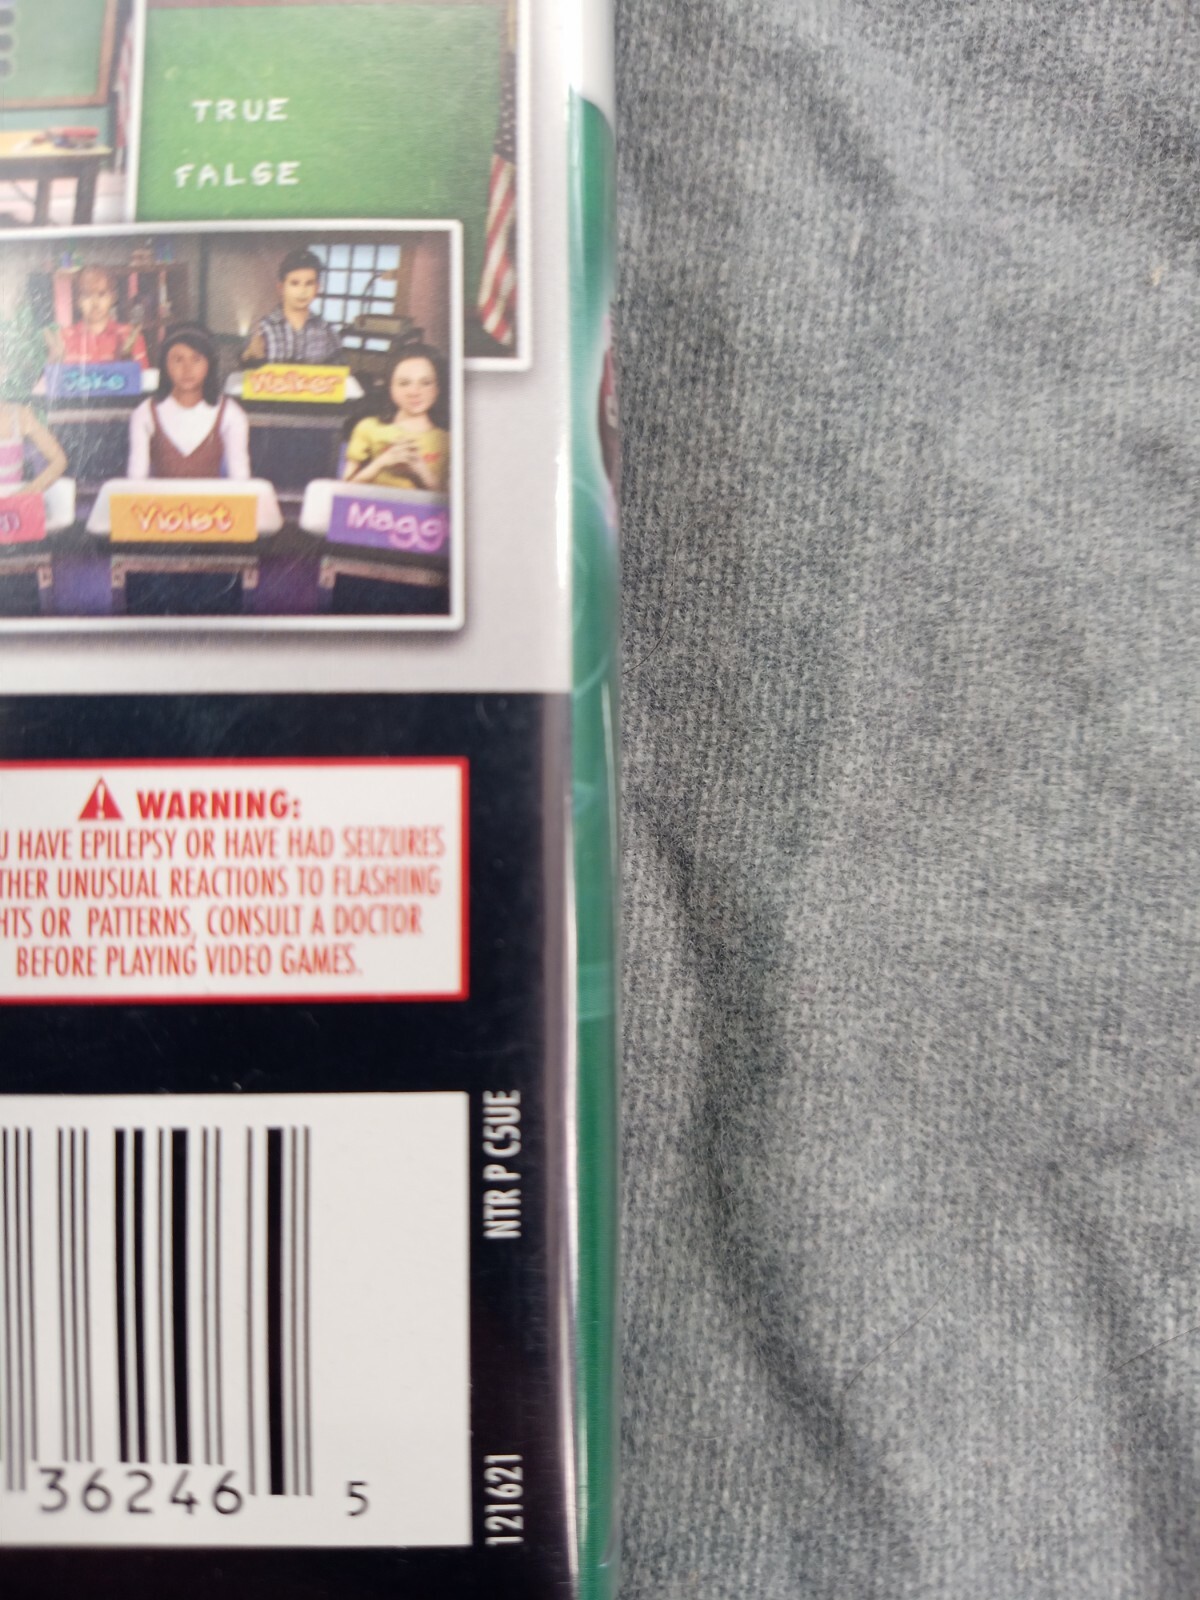 TRUE
FALSE
Jake
Walker
Violet
Magg
WARNING:
U HAVE EPILEPSY OR HAVE HAD SEIZURES
THER UNUSUAL REACTIONS TO FLASHING
HTS OR PATTERNS, CONSULT A DOCTOR
BEFORE PLAYING VIDEO GAMES.
NTR P C5UE
36246 5
121621